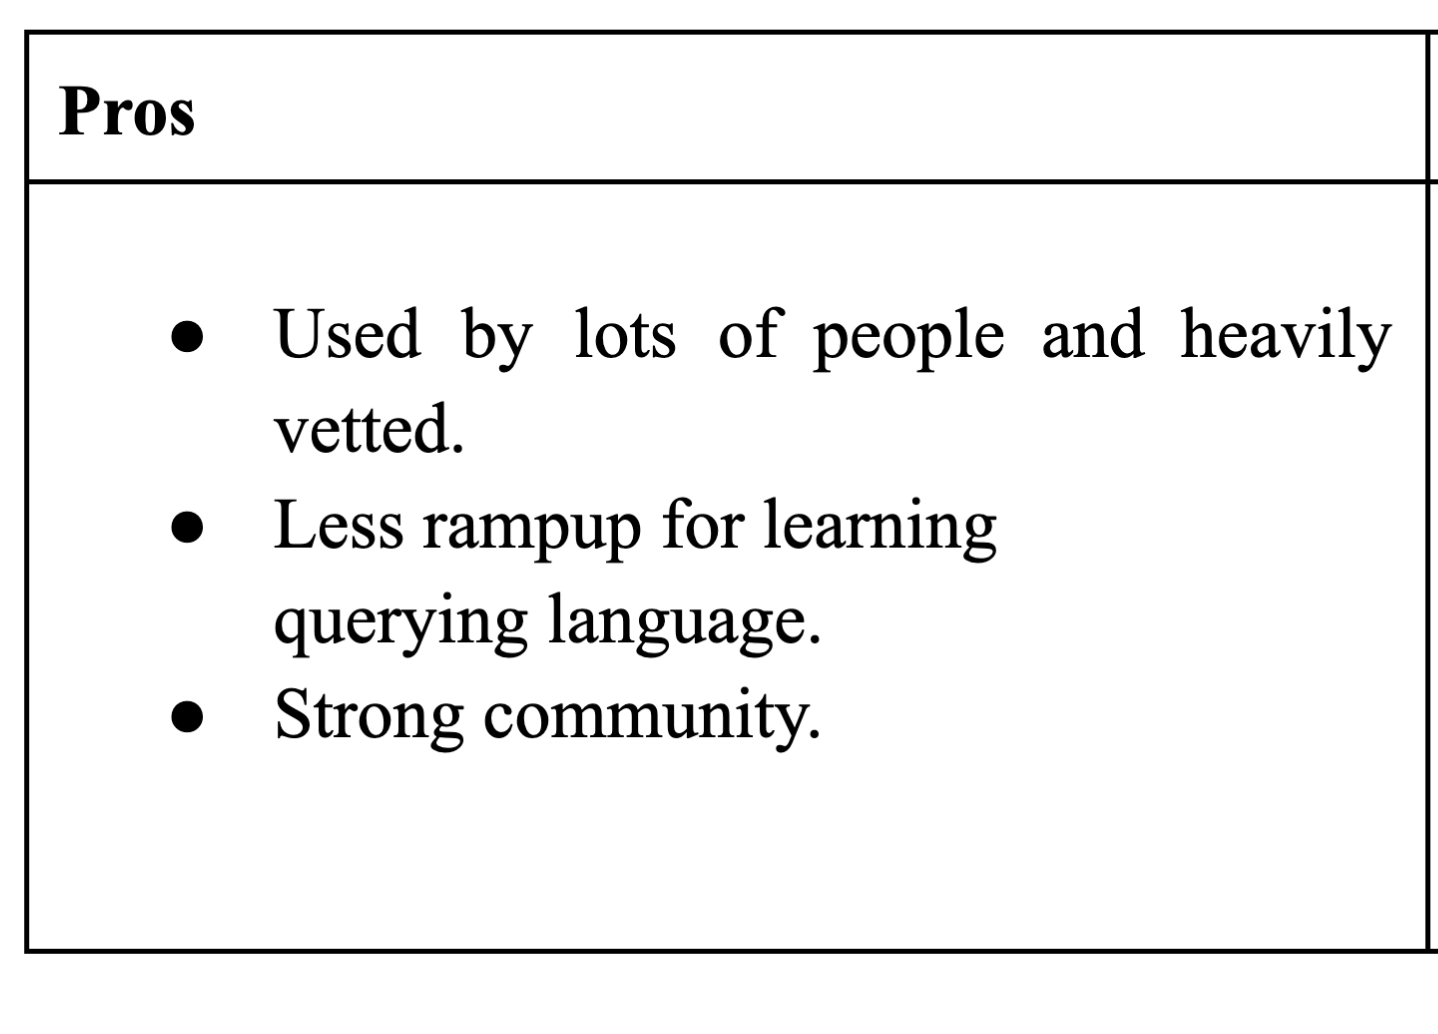 Pros
● Used by lots of people and heavily
vetted.
● Less rampup for learning
querying language.
● Strong community.